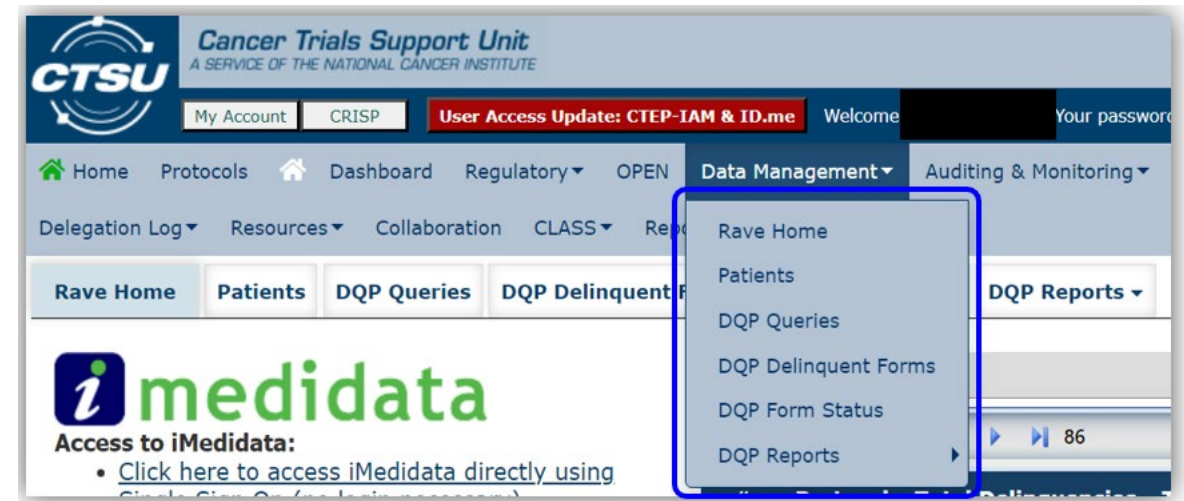 CTSU
Cancer Trials Support Unit
A SERVICE OF THE NATIONAL CANCER INSTITUTE
My Account CRISP User Access Update: CTEP-IAM & ID.me Welcome Your password
Home Protocols Dashboard Regulatory OPEN Data Management Auditing & Monitoring
Delegation Log Resources Collaboration CLASS Rep
Rave Home
Patients
DQP Queries
DQP Delinquent Forms
DQP Form Status
DQP Reports
Rave Home Patients DQP Queries DQP Delinquent F DQP Reports
i medidata
86
Access to iMedidata:
• Click here to access iMedidata directly using